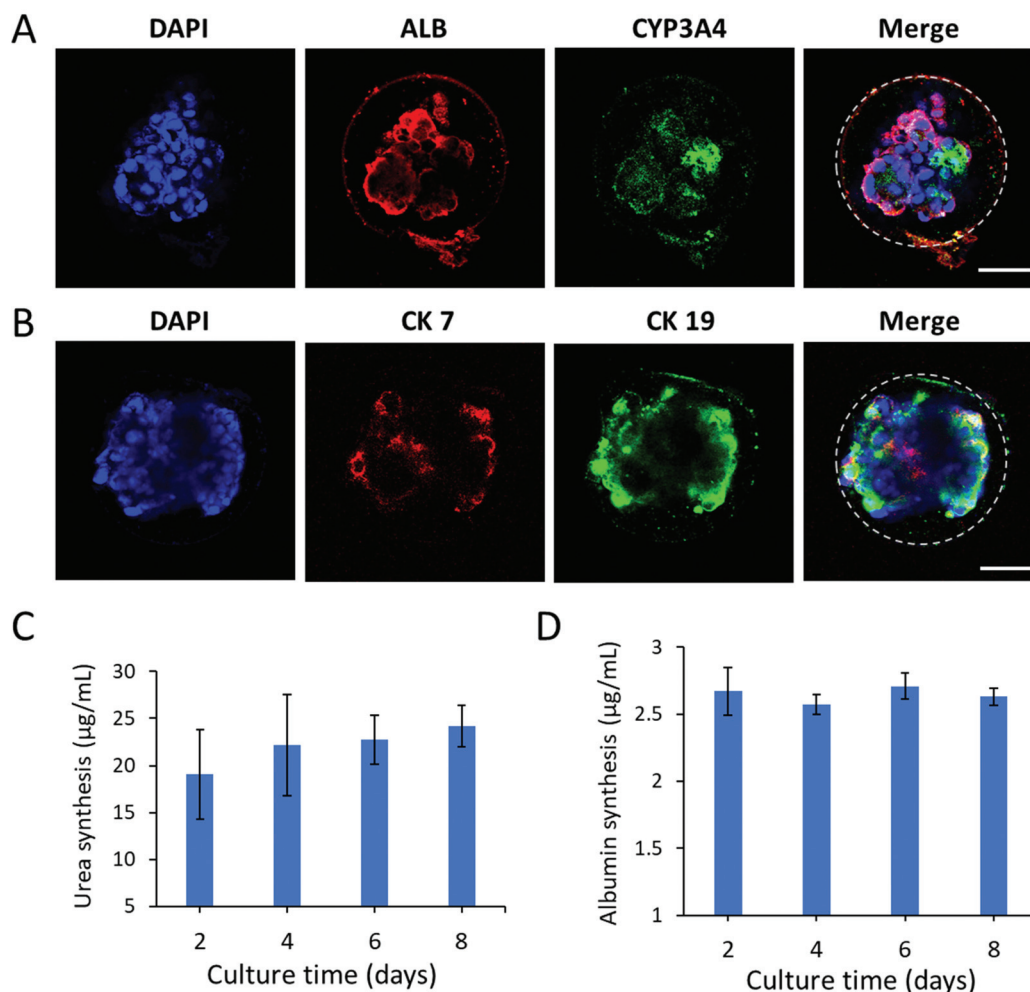 A
DAPI ALB CYP3A4 Merge
B
DAPI CK 7 CK 19 Merge
C
Urea synthesis (µg/mL)
30
25
20
15
10
5
2 4 6 8
Culture time (days)
D
Albumin synthesis (µg/mL)
3
2.5
2
1.5
1
2 4 6 8
Culture time (days)